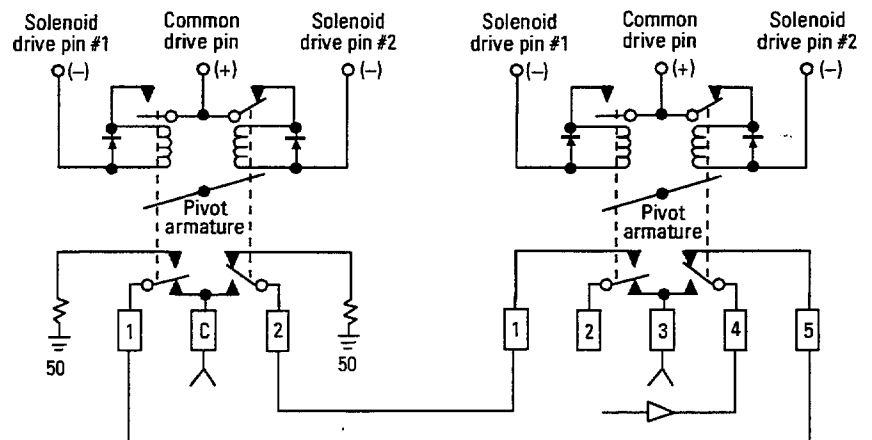 Solenoid
drive pin #1
Common
drive pin
Solenoid
drive pin #2
(−)
(+)
(−)
Pivot
armature
50
1
C
2
50
Solenoid
drive pin #1
Common
drive pin
Solenoid
drive pin #2
(−)
(+)
(−)
Pivot
armature
1
2
3
4
5